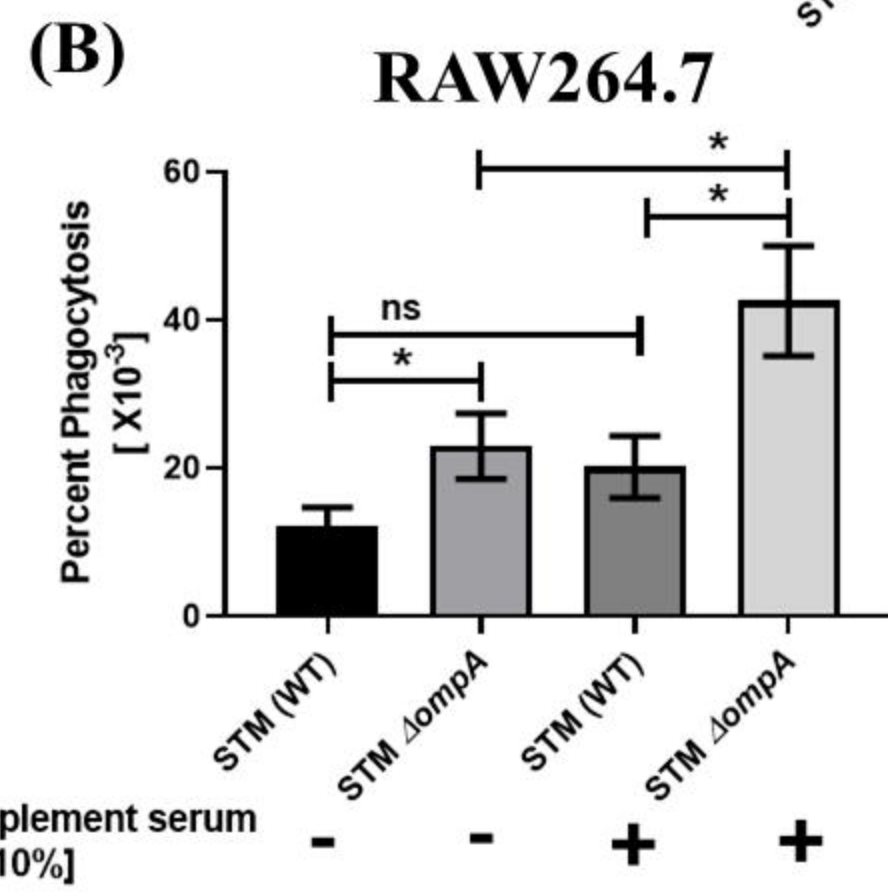 ST
(B)
RAW264.7
*
*
ns
*
60
40
20
0
Percent Phagocytosis
[ X10-3]
STM (WT)
STM ΔompA
STM (WT)
STM ΔompA
plement serum
- - + +
10%]